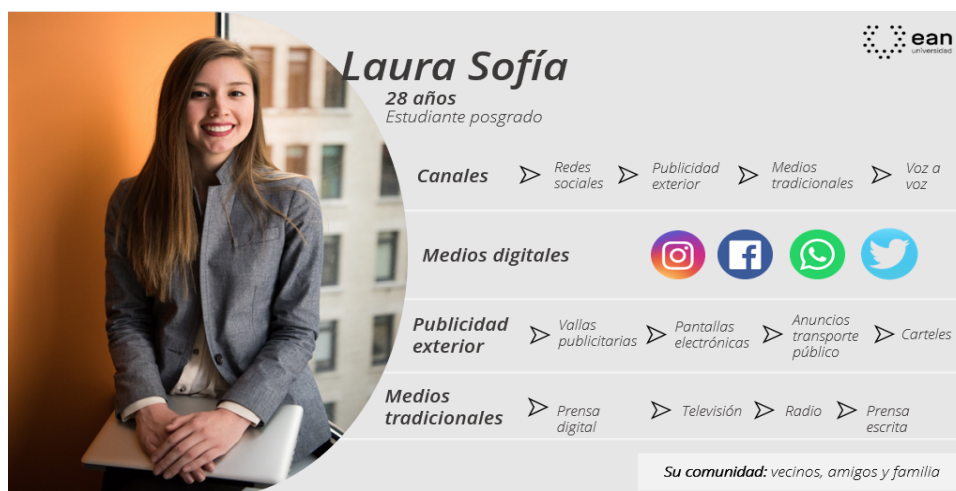 ean
universidad
Laura Sofía
28 años
Estudiante posgrado
Canales
Redes
sociales
Publicidad
exterior
Medios
tradicionales
Voz a
voz
Medios digitales
Publicidad
exterior
Vallas
publicitarias
Pantallas
electrónicas
Anuncios
transporte
público
Carteles
Medios
tradicionales
Prensa
digital
Televisión
Radio
Prensa
escrita
Su comunidad: vecinos, amigos y familia